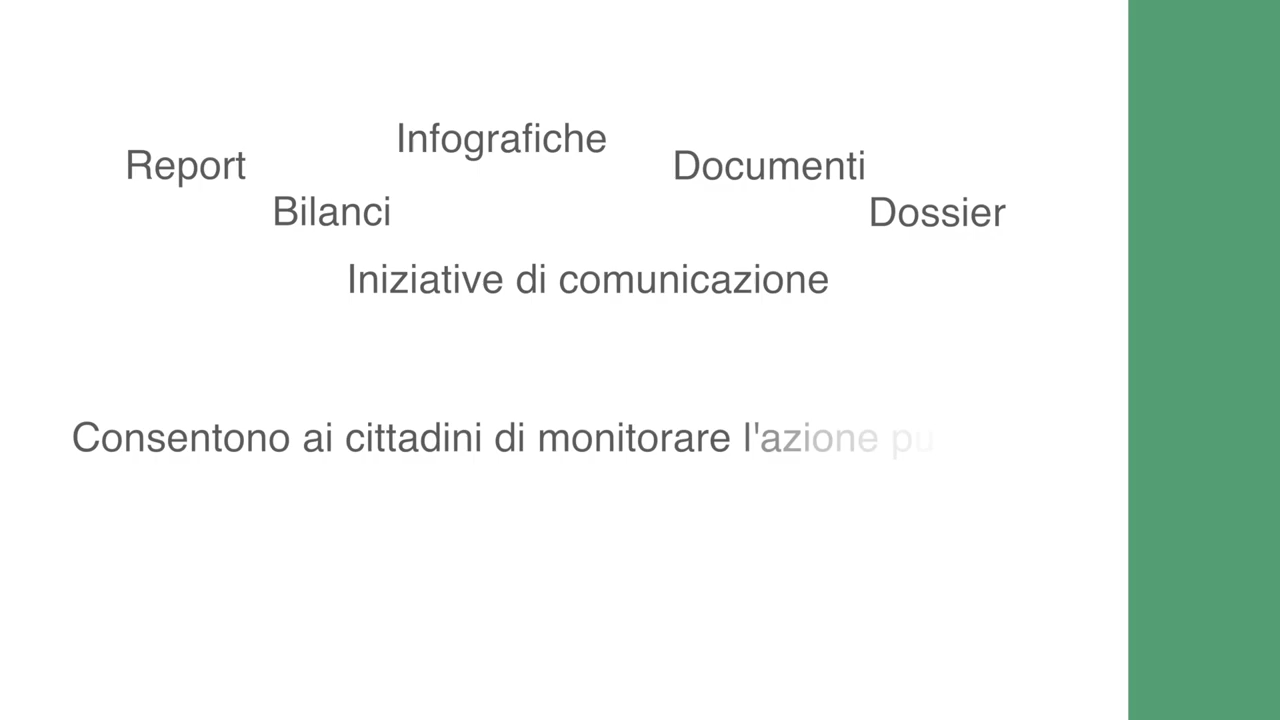 Infografiche
Report
Documenti
Bilanci
Dossier
Iniziative di comunicazione
Consentono ai cittadini di monitorare l'azione